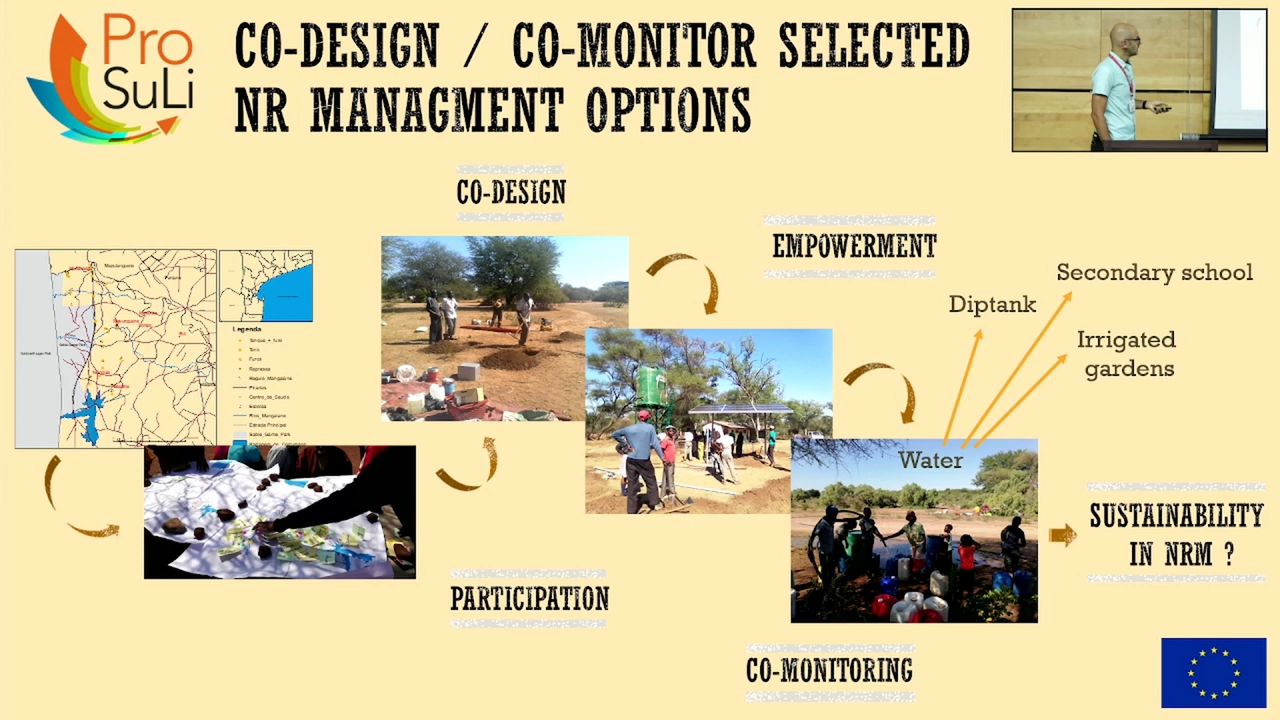 Pro
SuLi
CO-DESIGN / CO-MONITOR SELECTED
NR MANAGMENT OPTIONS
CO-DESIGN
EMPOWERMENT
Secondary school
Diptank
Irrigated
gardens
Legenda
Water
SUSTAINABILITY
IN NRM ?
PARTICIPATION
CO-MONITORING